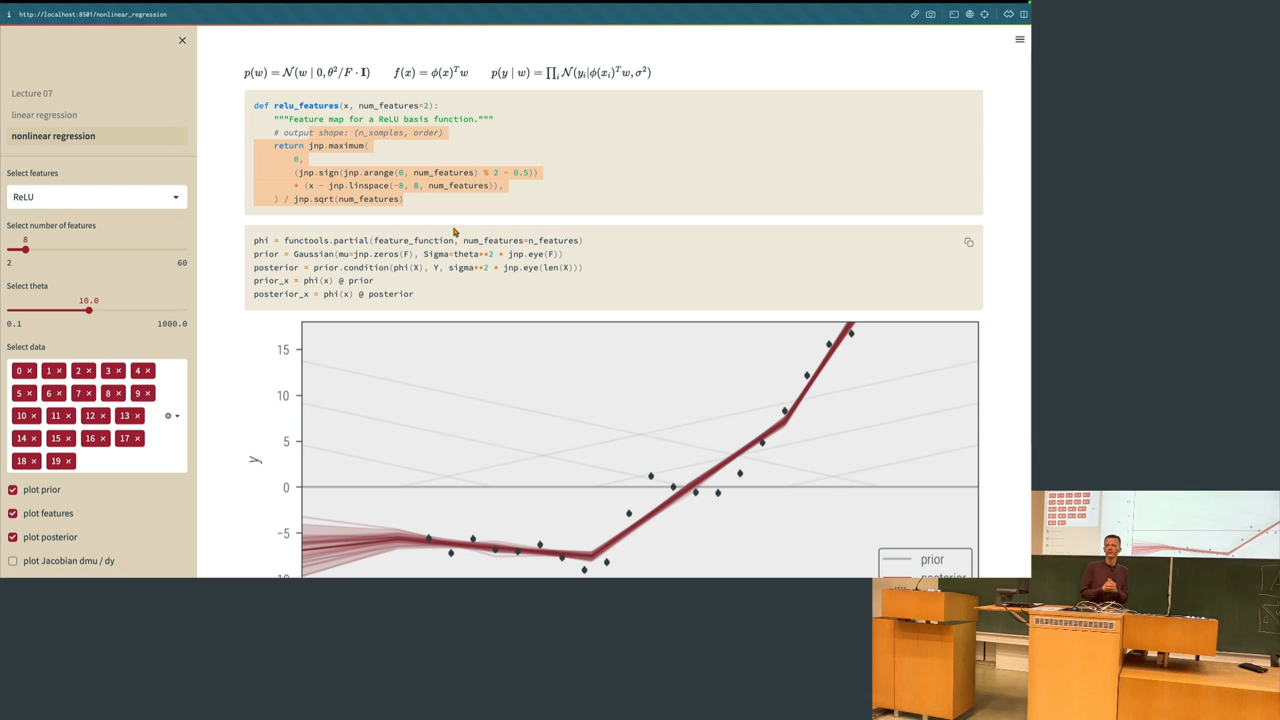 http://localhost:8501/nonlinear_regression
Lecture 07
linear regression
nonlinear regression
Select features
ReLU
Select number of features
8
2 60
Select theta
10.0
0.1 1000.0
Select data
0 × 1 × 2 × 3 × 4 ×
5 × 6 × 7 × 8 × 9 ×
10 × 11 × 12 × 13 ×
14 × 15 × 16 × 17 ×
18 × 19 ×
plot prior
plot features
plot posterior
plot Jacobian dmu / dy
p(w) = 𝒩(w | 0, θ²/F · I) f(x) = ϕ(x)ᵀw p(y | w) = ∏ᵢ 𝒩(yᵢ|ϕ(xᵢ)ᵀw, σ²)
def relu_features(x, num_features=2):
"""Feature map for a ReLU basis function."""
# output shape: (n_samples, order)
return jnp.maximum(
0,
(jnp.sign(jnp.arange(0, num_features) % 2 - 0.5))
* (x - jnp.linspace(-8, 8, num_features)),
) / jnp.sqrt(num_features)
phi = functools.partial(feature_function, num_features=n_features)
prior = Gaussian(mu=jnp.zeros(F), Sigma=theta**2 * jnp.eye(F))
posterior = prior.condition(phi(X), Y, sigma**2 * jnp.eye(len(X)))
prior_x = phi(x) @ prior
posterior_x = phi(x) @ posterior
15
10
5
y
0
−5
prior